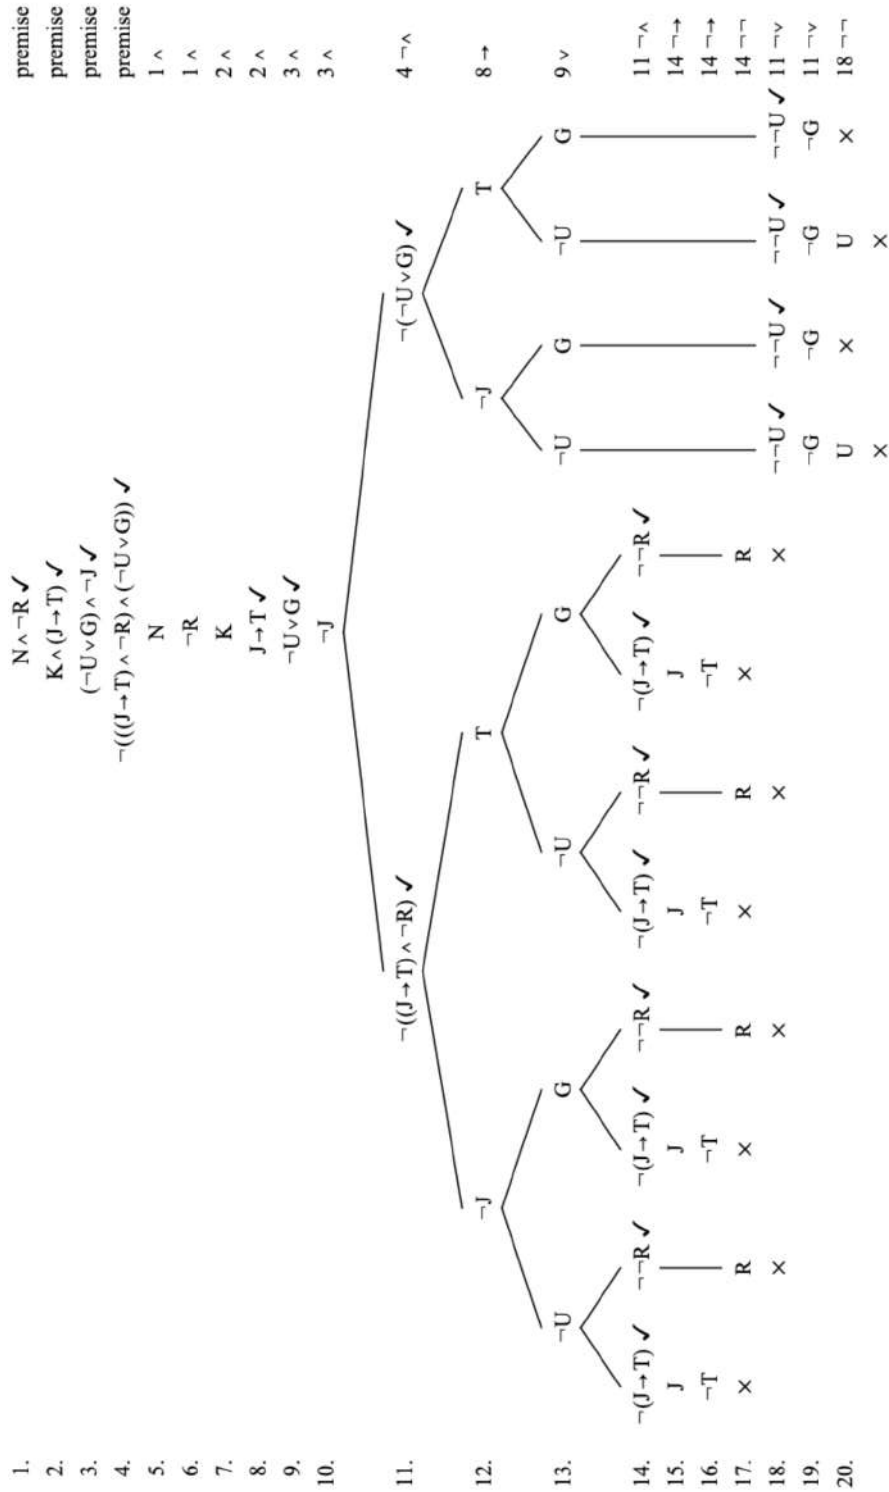 1. N∧¬R ✓ premise
2. K∧(J→T) ✓ premise
3. (¬U∨G)∧¬J ✓ premise
4. ¬(((J→T)∧¬R)∧(¬U∨G)) ✓ premise
5. N 1 ∧
6. ¬R 1 ∧
7. K 2 ∧
8. J→T ✓ 2 ∧
9. ¬U∨G ✓ 3 ∧
10. ¬J 3 ∧
11. ¬((J→T)∧¬R) ✓ ¬(¬U∨G) ✓ 4 ¬∧
12. ¬J T ¬J T 8 →
13. ¬U G ¬U G ¬U G ¬U G 9 ∨
14. ¬(J→T) ✓ ¬¬R ✓ ¬(J→T) ✓ ¬¬R ✓ ¬(J→T) ✓ ¬¬R ✓ ¬(J→T) ✓ ¬¬R ✓ 11 ¬∧
15. J J J J 14 ¬→
16. ¬T ¬T ¬T ¬T 14 ¬→
17. × R × R × R × R 14 ¬¬
18. × × × × ¬¬U ✓ ¬¬U ✓ ¬¬U ✓ ¬¬U ✓ 11 ¬∨
19. ¬G ¬G ¬G ¬G 11 ¬∨
20. U × U × 18 ¬¬
× ×